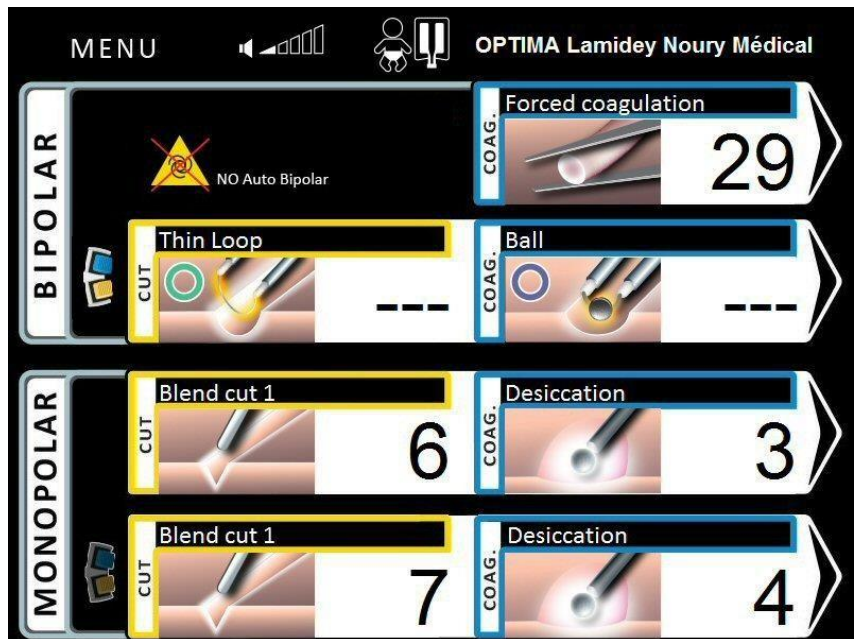 MENU
OPTIMA Lamidey Noury Médical
BIPOLAR
NO Auto Bipolar
COAG.
Forced coagulation
29
CUT
Thin Loop
---
COAG.
Ball
---
MONOPOLAR
CUT
Blend cut 1
6
COAG.
Desiccation
3
CUT
Blend cut 1
7
COAG.
Desiccation
4